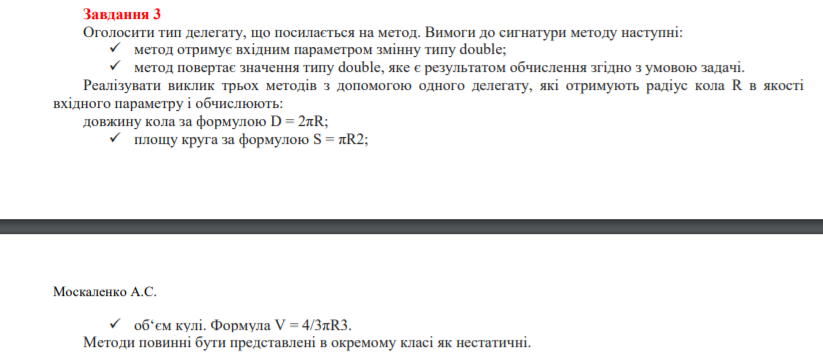 Завдання 3
Оголосити тип делегату, що посилається на метод. Вимоги до сигнатури методу наступні:
✓ метод отримує вхідним параметром змінну типу double;
✓ метод повертає значення типу double, яке є результатом обчислення згідно з умовою задачі.
Реалізувати виклик трьох методів з допомогою одного делегату, які отримують радіус кола R в якості
вхідного параметру і обчислюють:
довжину кола за формулою D = 2πR;
✓ площу круга за формулою S = πR2;
Москаленко А.С.
✓ об‘єм кулі. Формула V = 4/3πR3.
Методи повинні бути представлені в окремому класі як нестатичні.